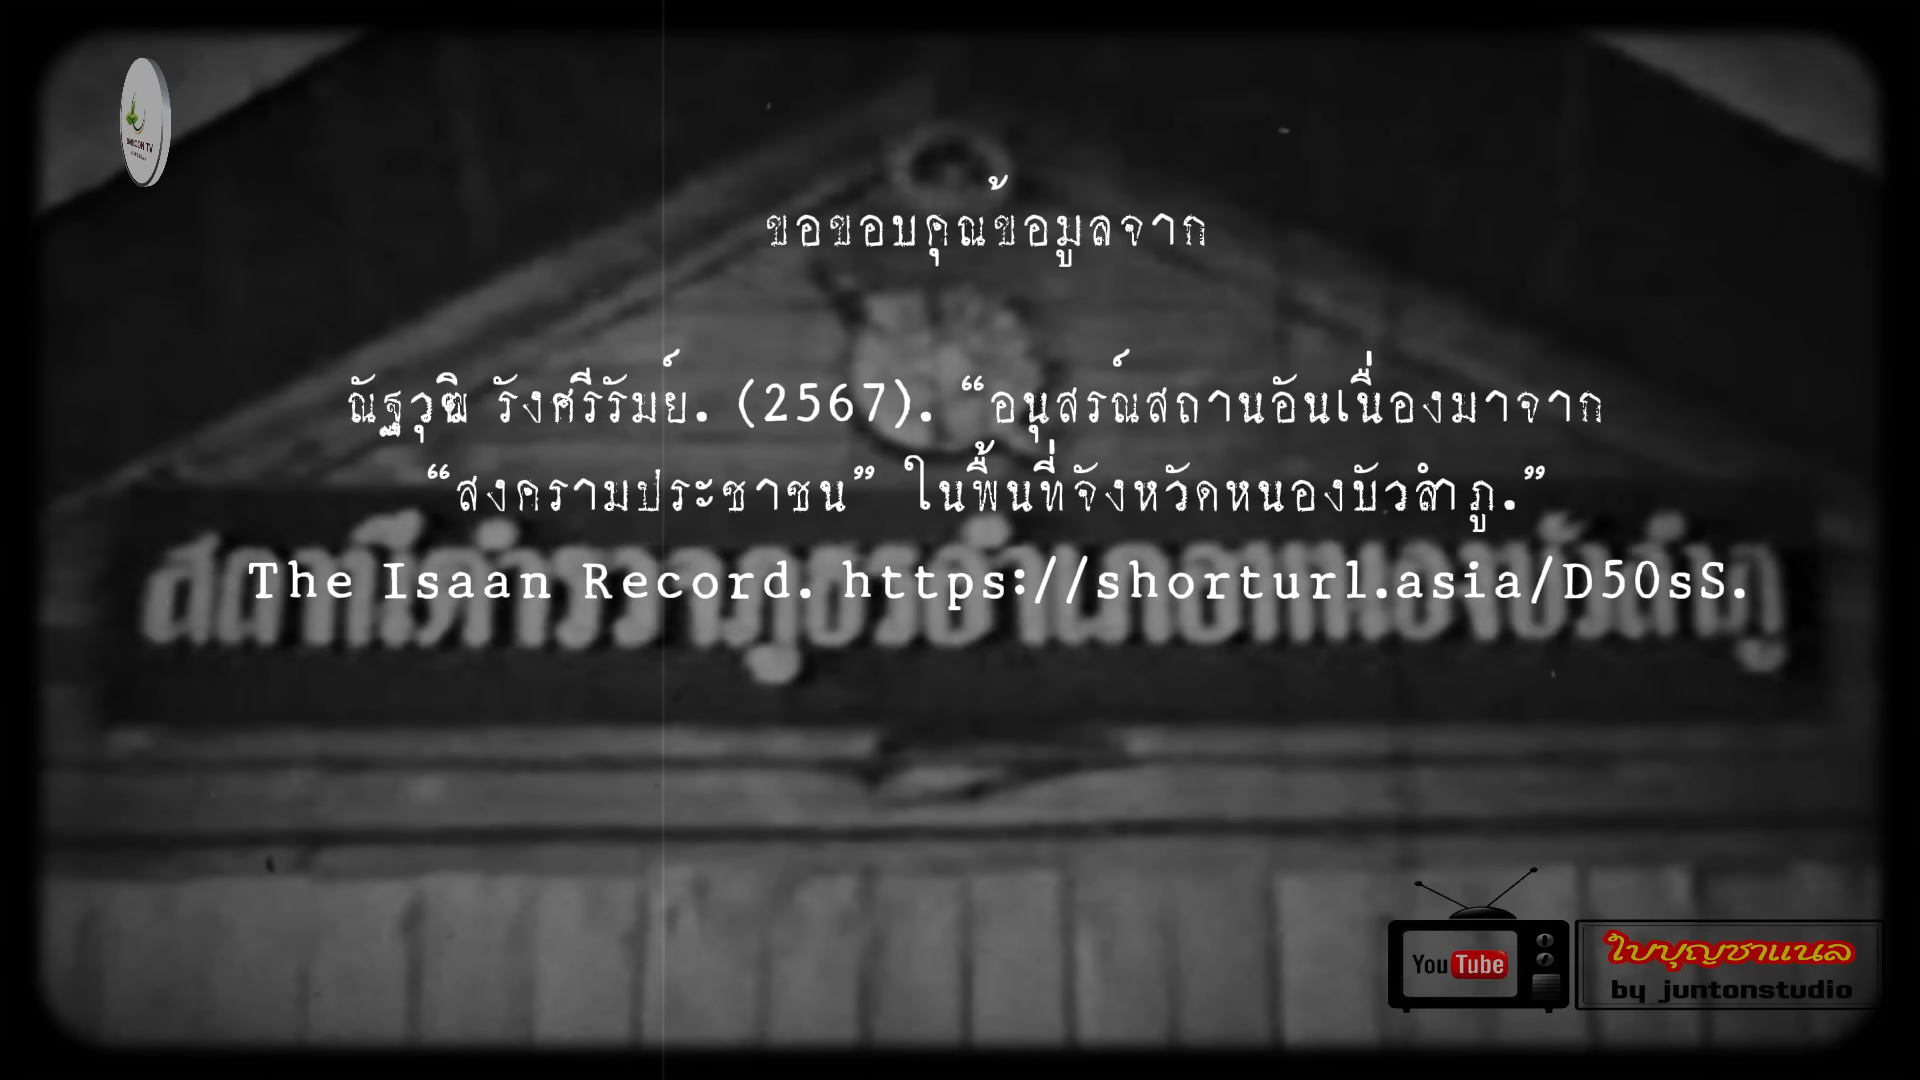 ขอขอบคุณข้อมูลจาก
ณัฐวุฒิ รังศรีรัมย์. (2567). “อนุสรณ์สถานอันเนื่องมาจาก
“สงครามประชาชน” ในพื้นที่จังหวัดหนองบัวลำภู.”
The Isaan Record. https://shorturl.asia/D50sS.
สถานีตำรวจภูธรอำเภอหนองบัวลำภู
YouTube
ใบบุญชาแนล
by juntonstudio